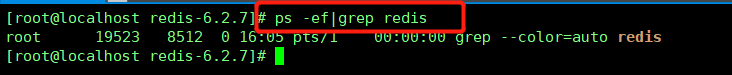 [root@localhost redis-6.2.7]# ps -ef|grep redis
root     19523  8512  0 16:05 pts/1    00:00:00 grep --color=auto redis
[root@localhost redis-6.2.7]#